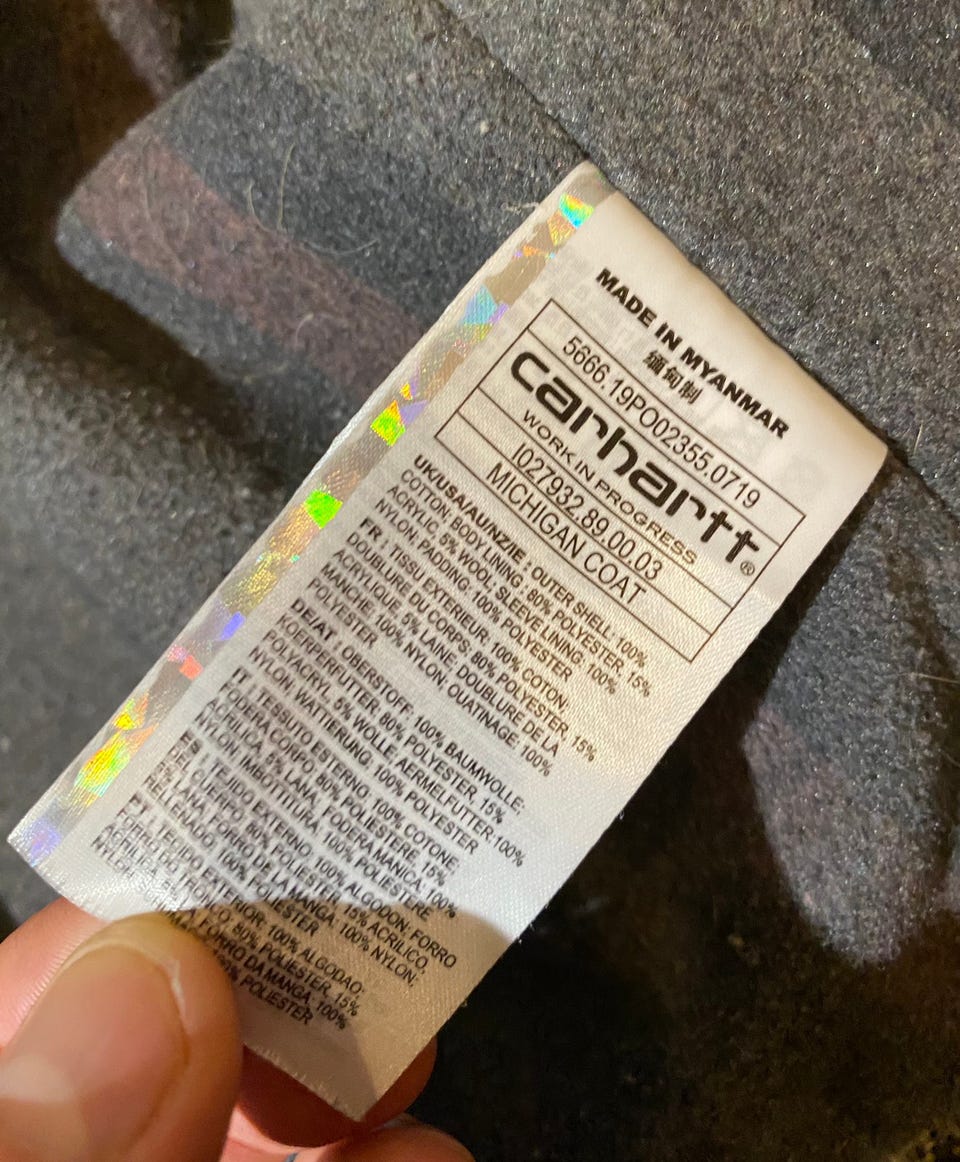 MADE IN MYANMAR
缅甸制
5666.19PO02355.0719
carhartt®
WORK IN PROGRESS
I027932.89.00.03
MICHIGAN COAT
UK/USA/AU/NZ/IE : OUTER SHELL: 100%
COTTON; BODY LINING: 80% POLYESTER, 15%
ACRYLIC, 5% WOOL; SLEEVE LINING: 100%
NYLON; PADDING: 100% POLYESTER
FR : TISSU EXTERIEUR: 100% COTON;
DOUBLURE DU CORPS: 80% POLYESTER, 15%
ACRYLIQUE, 5% LAINE; DOUBLURE DE LA
MANCHE: 100% NYLON; OUATINAGE: 100%
POLYESTER
DE/AT : OBERSTOFF: 100% BAUMWOLLE;
KOERPERFUTTER: 80% POLYESTER, 15%
POLYACRYL, 5% WOLLE; AERMELFUTTER:100%
NYLON; WATTIERUNG: 100% POLYESTER
IT : TESSUTO ESTERNO: 100% COTONE;
FODERA CORPO: 80% POLIESTERE, 15%
ACRILICA, 5% LANA; FODERA MANICA: 100%
NYLON; IMBOTTITURA: 100% POLIESTERE
ES : TEJIDO EXTERNO: 100% ALGODON; FORRO
DEL CUERPO: 80% POLIESTER, 15% ACRILICO,
5% LANA; FORRO DE LA MANGA: 100% NYLON;
RELLENADO: 100% POLIESTER
PT : TECIDO EXTERIOR: 100% ALGODAO;
80% POLIESTER, 15%
FORRO DA MANGA: 100%
POLIESTER